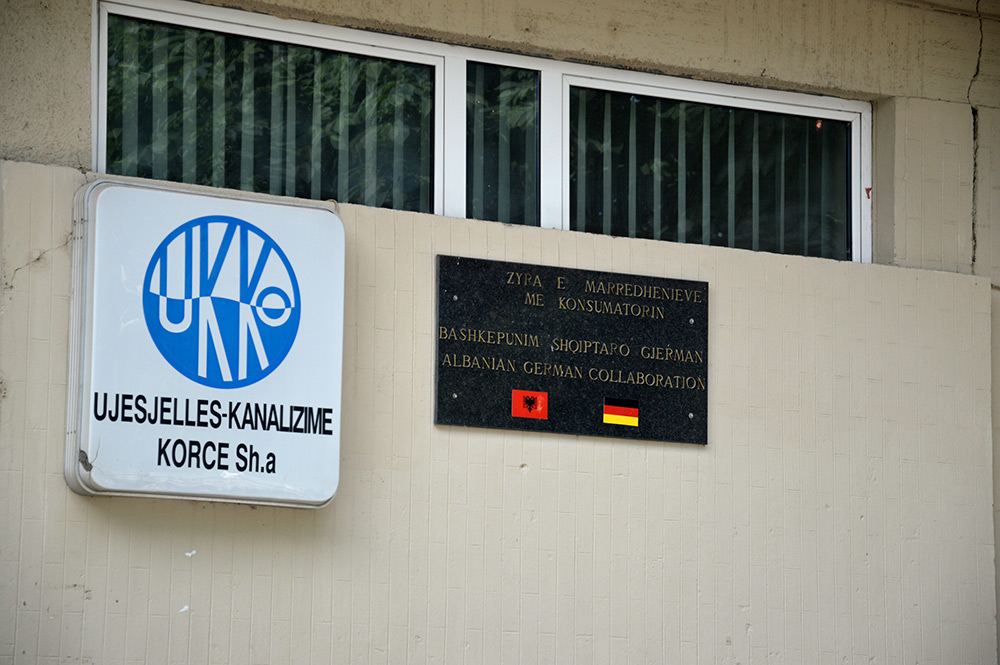 UKKO
UJESJELLES-KANALIZIME
KORCE Sh.a
ZYRA E MARREDHENIEVE
ME KONSUMATORIN
BASHKEPUNIM SHQIPTARO GJERMAN
ALBANIAN GERMAN COLLABORATION